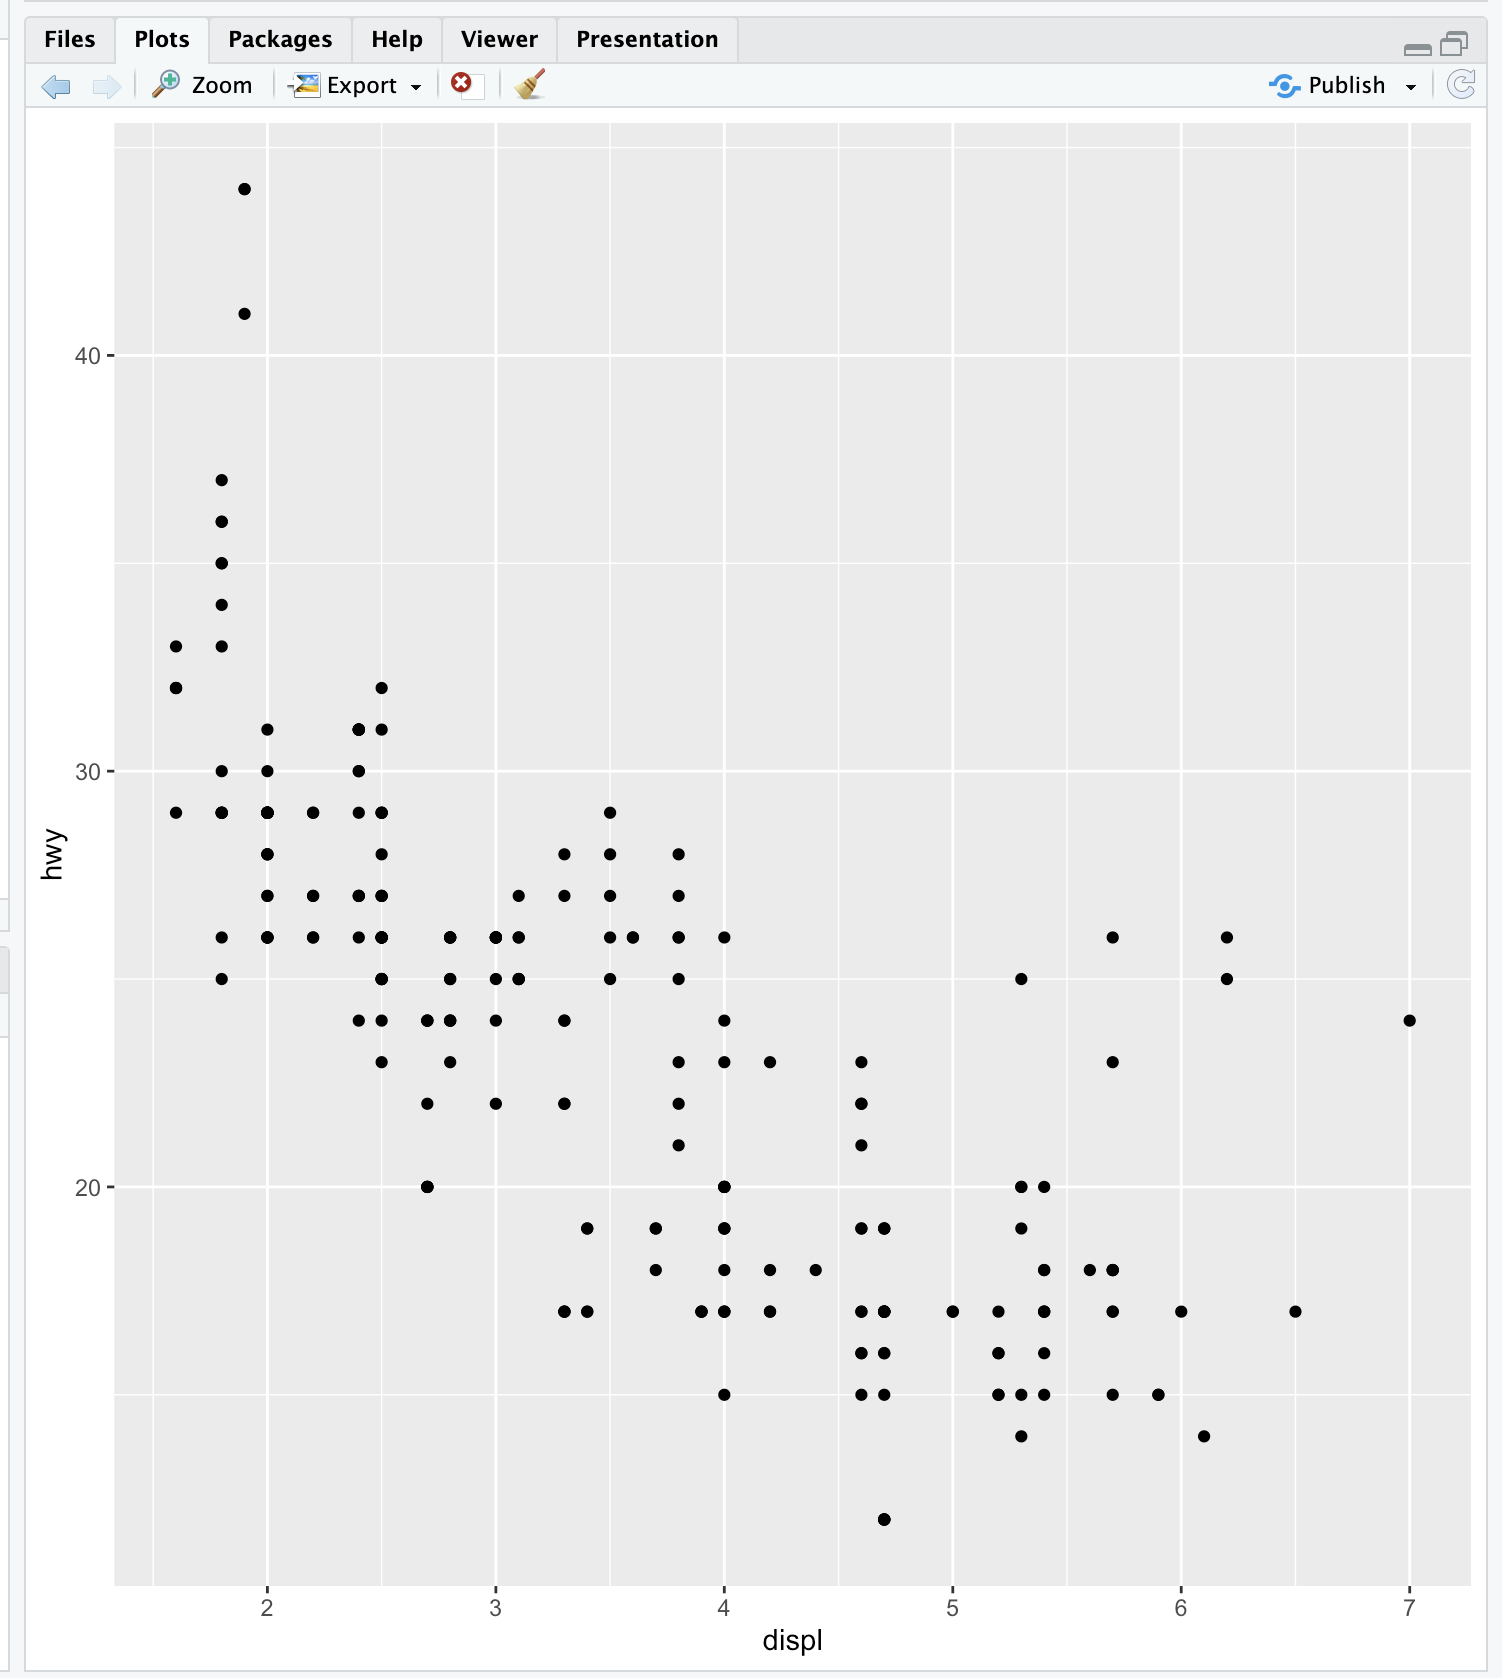 Files Plots Packages Help Viewer Presentation
Zoom Export Publish
40
30
20
hwy
2 3 4 5 6 7
displ